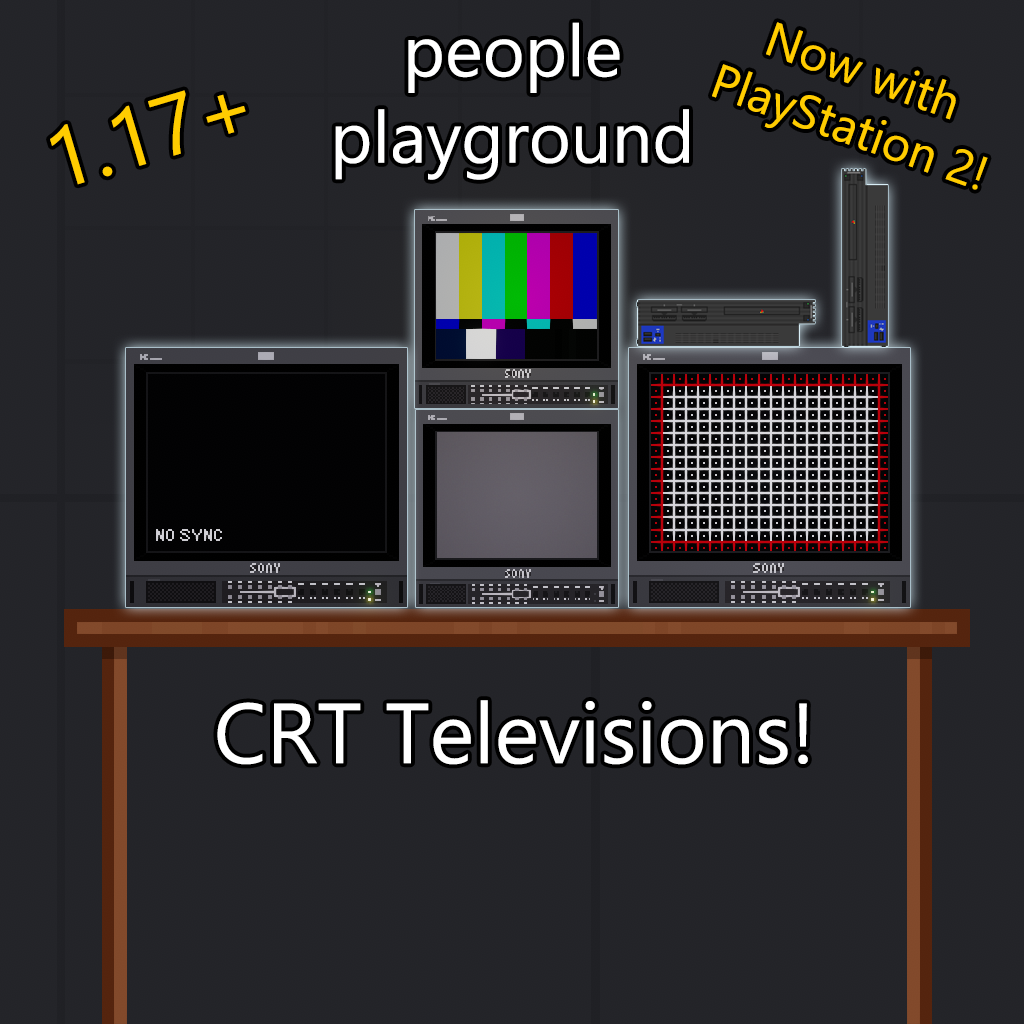 people
playground
1.17+
Now with
PlayStation 2!
SONY
NO SYNC
SONY
SONY
SONY
CRT Televisions!